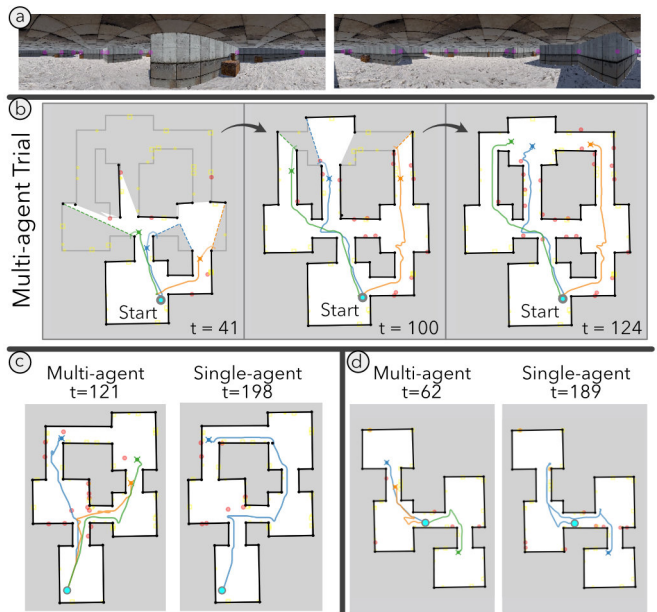 a
b
Multi-agent Trial
Start
t = 41
Start
t = 100
Start
t = 124
c
Multi-agent
t=121
Single-agent
t=198
d
Multi-agent
t=62
Single-agent
t=189